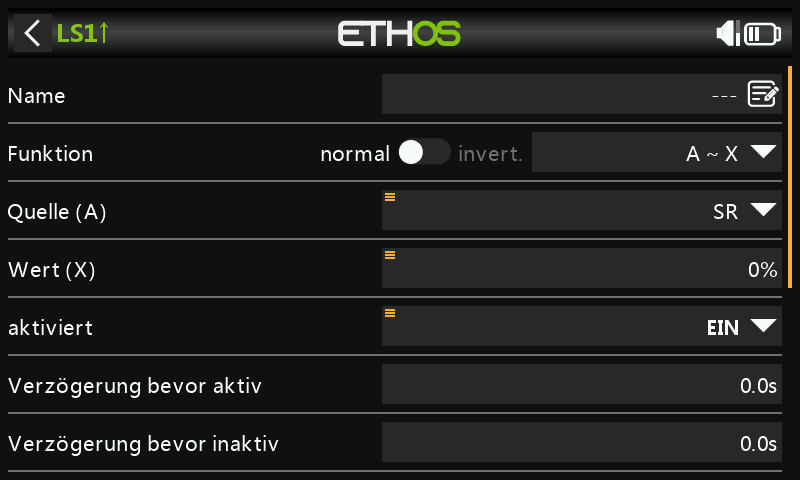 LS1↑ ETHOS
Name ---
Funktion normal invert. A ~ X
Quelle (A) SR
Wert (X) 0%
aktiviert EIN
Verzögerung bevor aktiv 0.0s
Verzögerung bevor inaktiv 0.0s